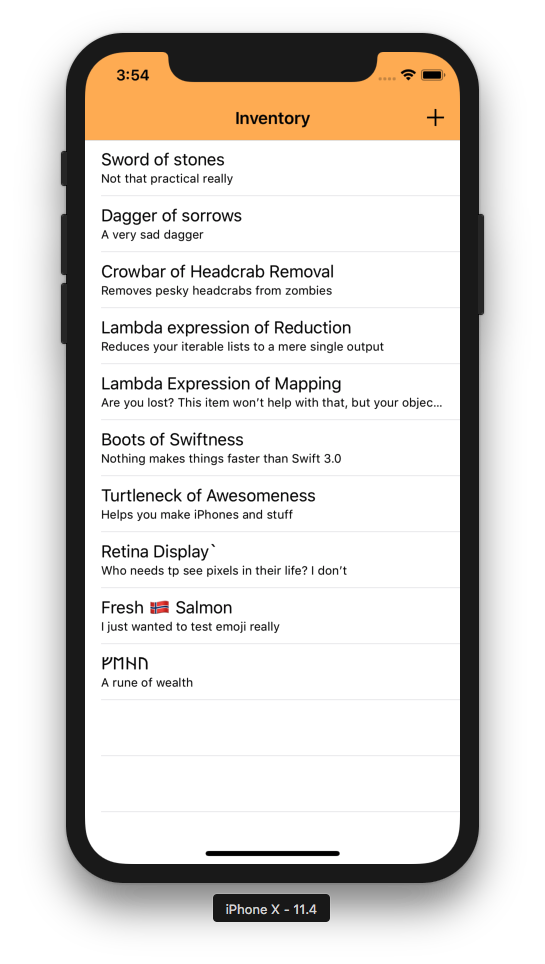 3:54
Inventory
Sword of stones
Not that practical really
Dagger of sorrows
A very sad dagger
Crowbar of Headcrab Removal
Removes pesky headcrabs from zombies
Lambda expression of Reduction
Reduces your iterable lists to a mere single output
Lambda Expression of Mapping
Are you lost? This item won’t help with that, but your objec...
Boots of Swiftness
Nothing makes things faster than Swift 3.0
Turtleneck of Awesomeness
Helps you make iPhones and stuff
Retina Display`
Who needs tp see pixels in their life? I don’t
Fresh 🇳🇴 Salmon
I just wanted to test emoji really
ᚠᛖᚺᚢ
A rune of wealth
iPhone X - 11.4